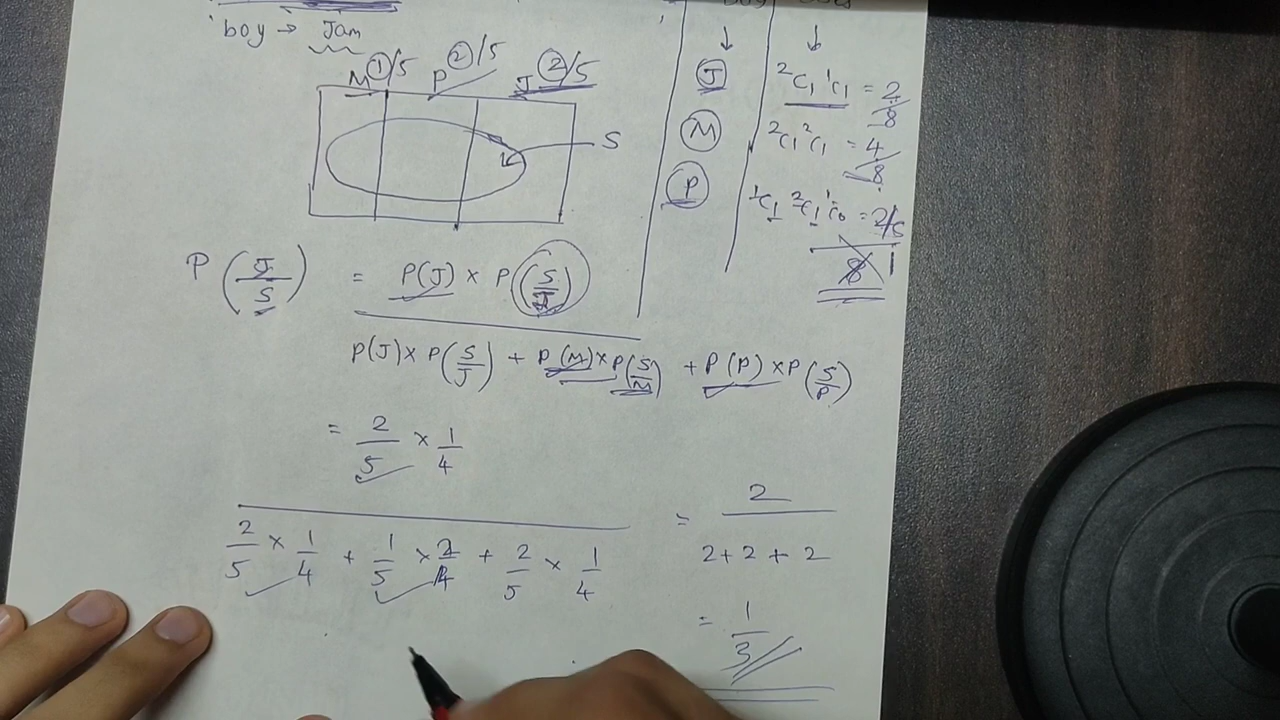 boy → Jam
M ①/5 P ②/5 J ②/5
S
↓ ↓
J ²C₁ ¹C₁ = 2/8
M ²C₁ ²C₁ = 4/8
P ¹C₁ ²C₁ ¹C₀ = 2/5
8 1
P(J/S) = P(J) × P(S/J)
P(J) × P(S/J) + P(M) × P(S/M) + P(P) × P(S/P)
= 2/5 × 1/4
2/5 × 1/4 + 1/5 × 2/4 + 2/5 × 1/4
= 2
2 + 2 + 2
= 1/3